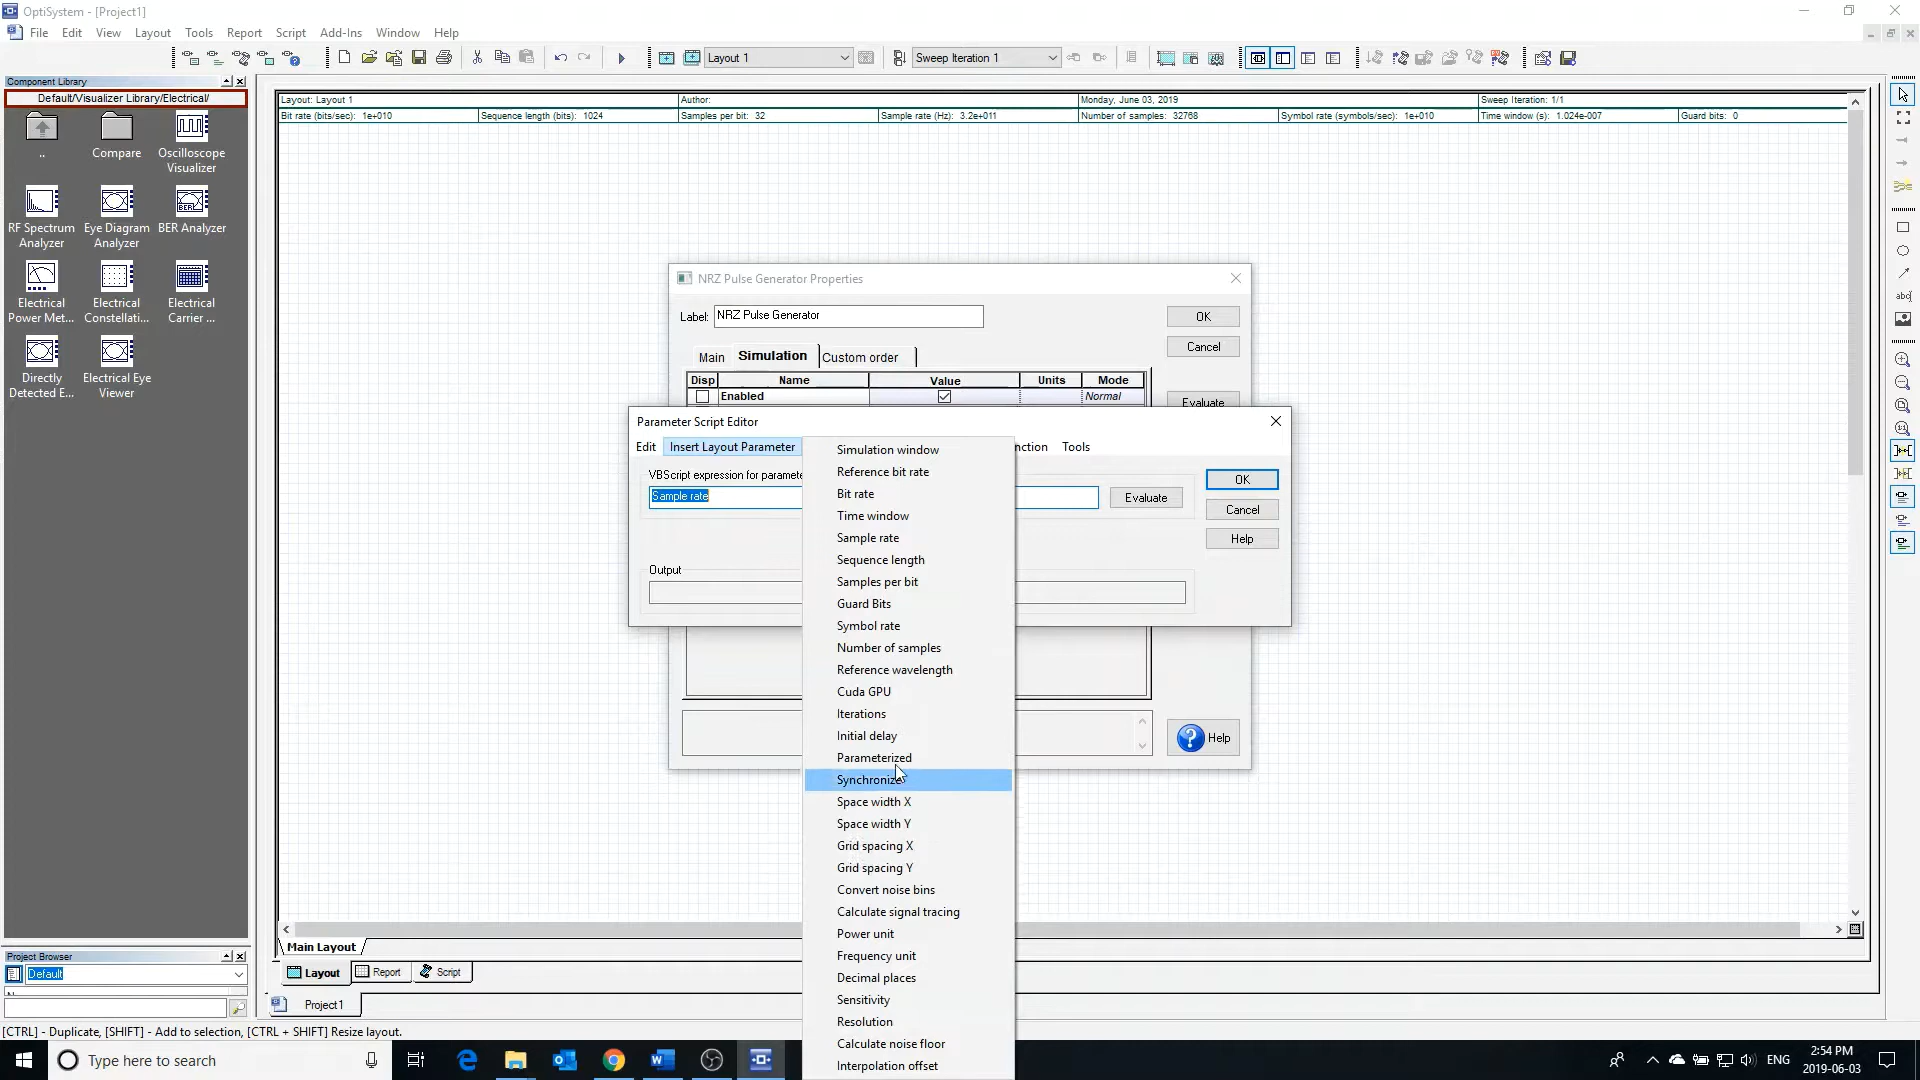 OptiSystem - [Project1]
File Edit View Layout Tools Report Script Add-Ins Window Help
Layout 1
Sweep Iteration 1
Component Library
Default/Visualizer Library/Electrical/
..
Compare
Oscilloscope Visualizer
RF Spectrum Analyzer
Eye Diagram Analyzer
BER Analyzer
Electrical Power Met...
Electrical Constellati...
Electrical Carrier ...
Directly Detected E...
Electrical Eye Viewer
Layout: Layout 1
Author:
Monday, June 03, 2019
Sweep Iteration: 1/1
Bit rate (bits/sec): 1e+010
Sequence length (bits): 1024
Samples per bit: 32
Sample rate (Hz): 3.2e+011
Number of samples: 32768
Symbol rate (symbols/sec): 1e+010
Time window (s): 1.024e-007
Guard bits: 0
NRZ Pulse Generator Properties
Label: NRZ Pulse Generator
OK
Cancel
Main Simulation Custom order
Disp Name Value Units Mode
Enabled Normal
Evaluate
Parameter Script Editor
Edit Insert Layout Parameter nction Tools
VBScript expression for paramete
Sample rate
Evaluate
OK
Cancel
Help
Output
Simulation window
Reference bit rate
Bit rate
Time window
Sample rate
Sequence length
Samples per bit
Guard Bits
Symbol rate
Number of samples
Reference wavelength
Cuda GPU
Iterations
Initial delay
Parameterized
Synchronize
Space width X
Space width Y
Grid spacing X
Grid spacing Y
Convert noise bins
Calculate signal tracing
Power unit
Frequency unit
Decimal places
Sensitivity
Resolution
Calculate noise floor
Interpolation offset
Help
Main Layout
Layout Report Script
Project1
Project Browser
Default
[CTRL] - Duplicate, [SHIFT] - Add to selection, [CTRL + SHIFT] Resize layout.
Type here to search
ENG
2:54 PM
2019-06-03